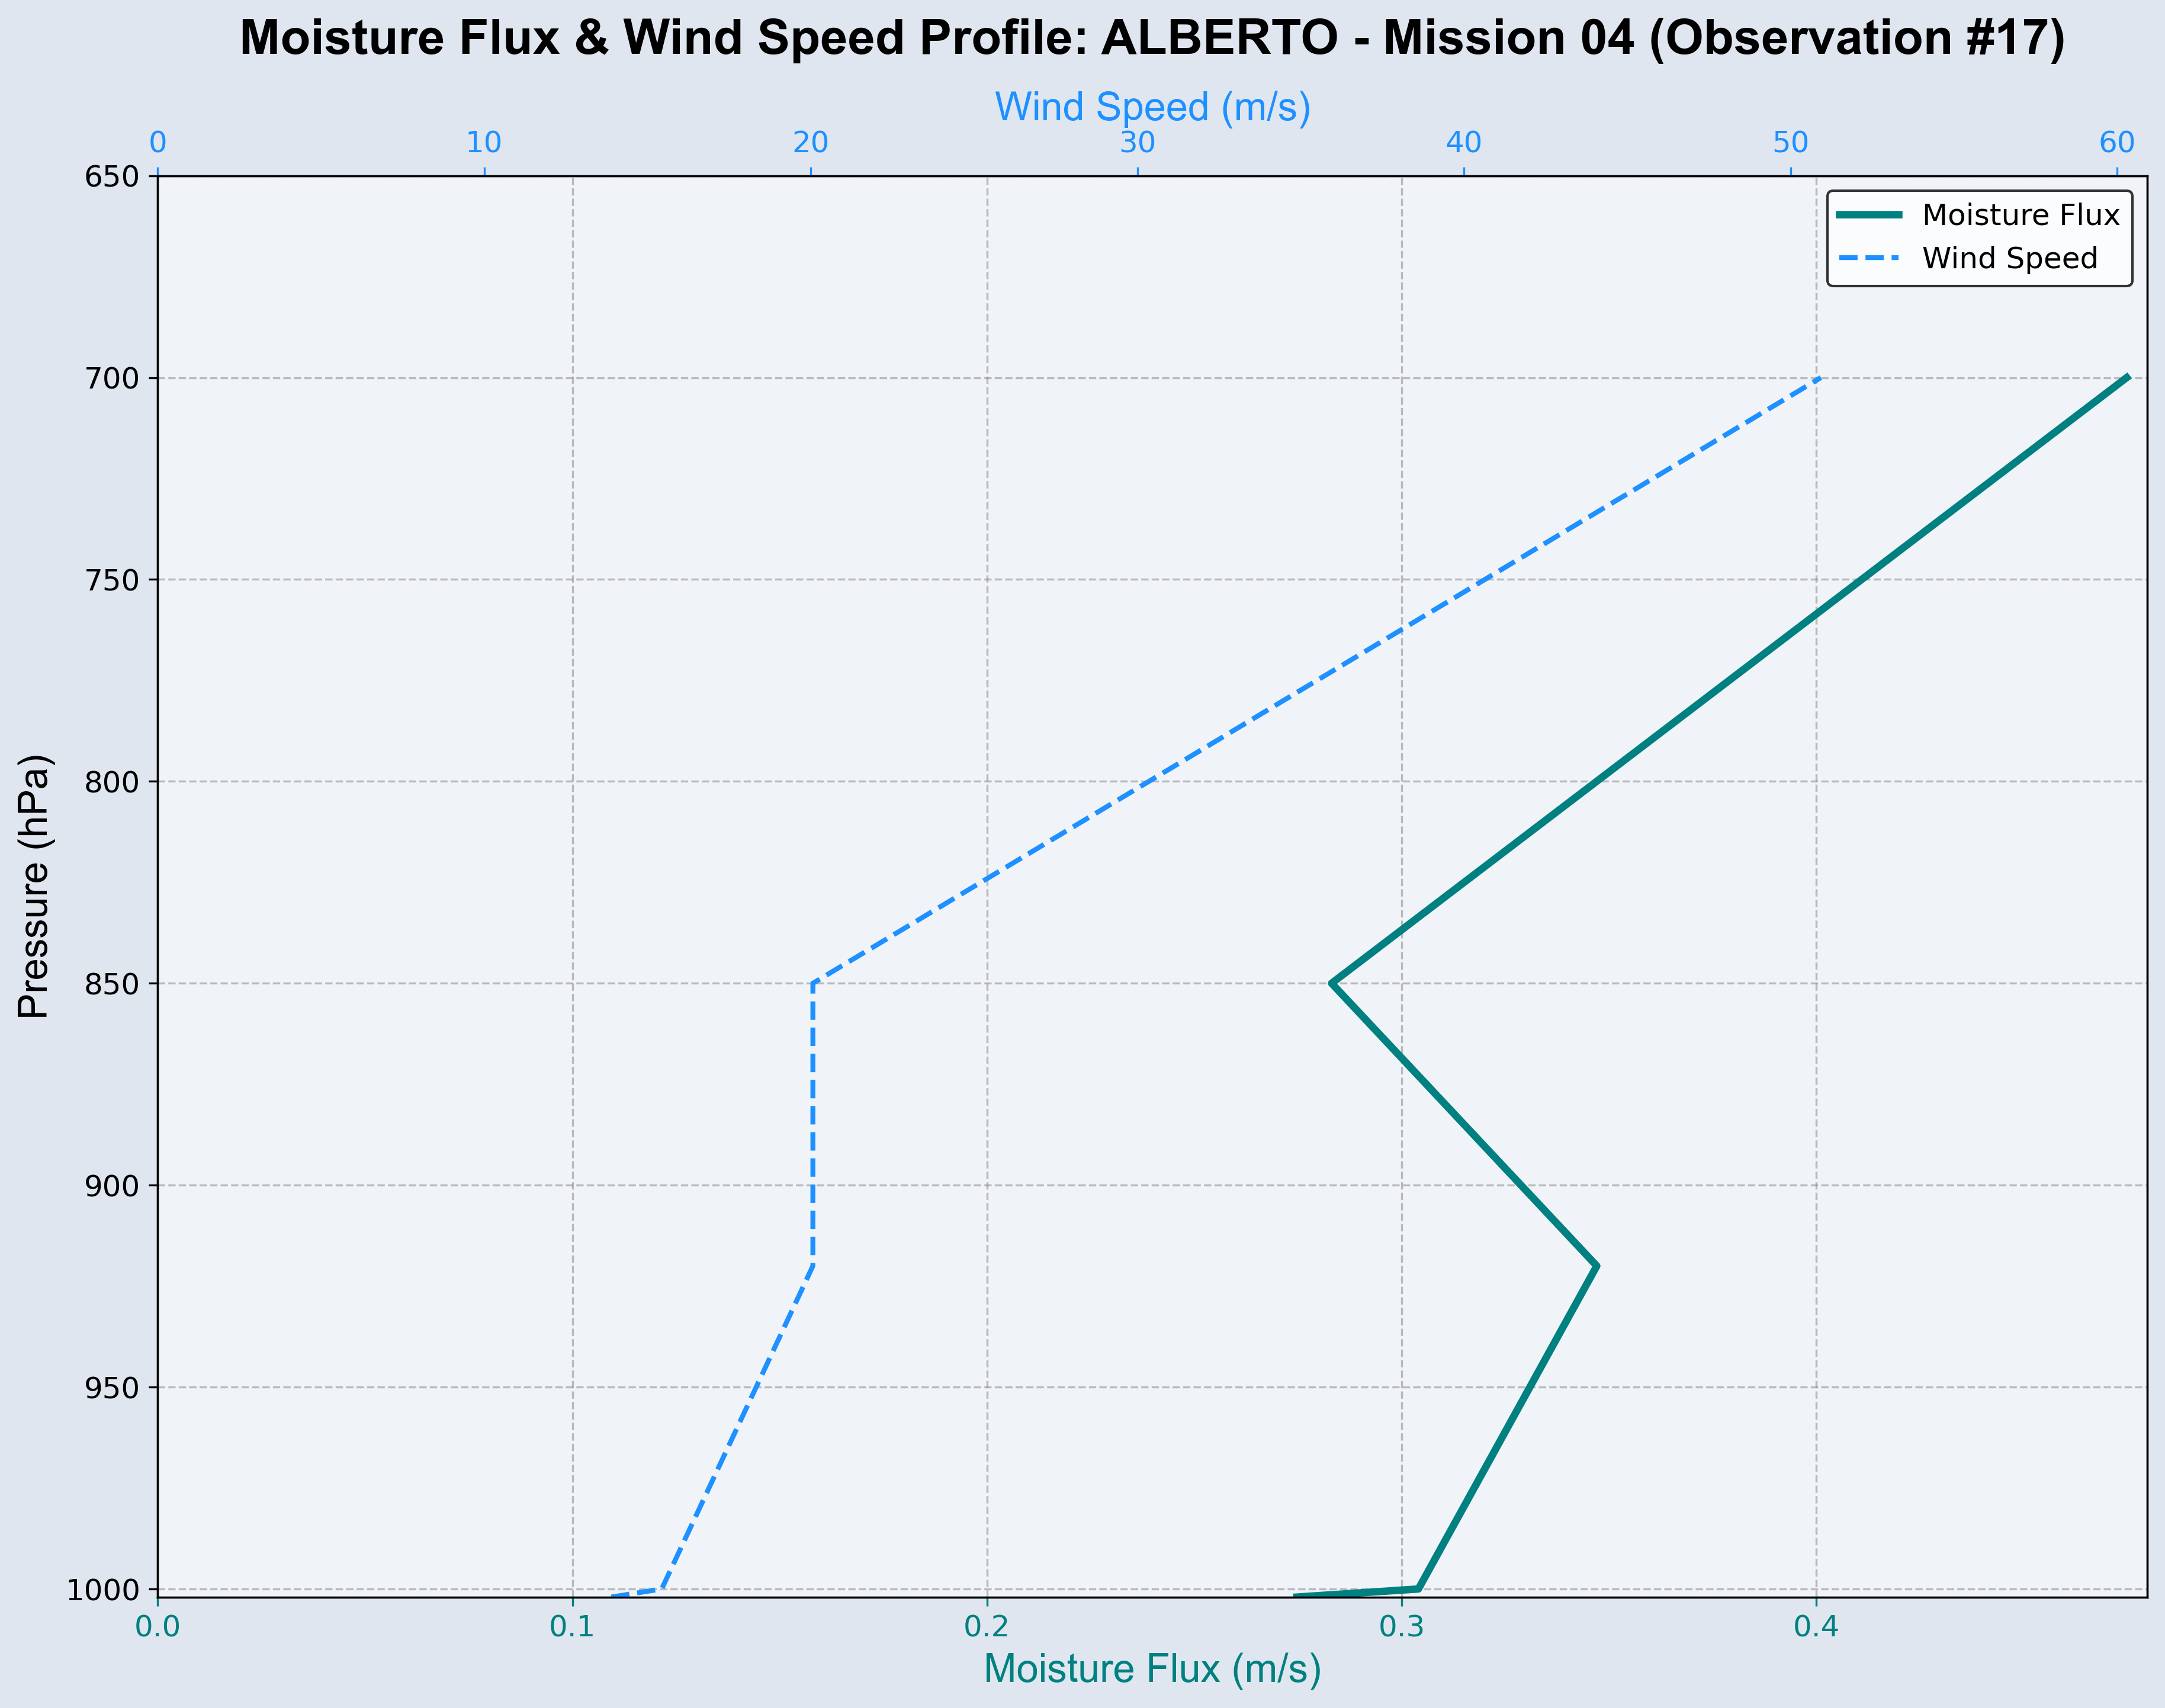 Moisture Flux & Wind Speed Profile: ALBERTO - Mission 04 (Observation #17)
Wind Speed (m/s)
0 10 20 30 40 50 60
Moisture Flux
Wind Speed
Pressure (hPa)
650
700
750
800
850
900
950
1000
0.0 0.1 0.2 0.3 0.4
Moisture Flux (m/s)